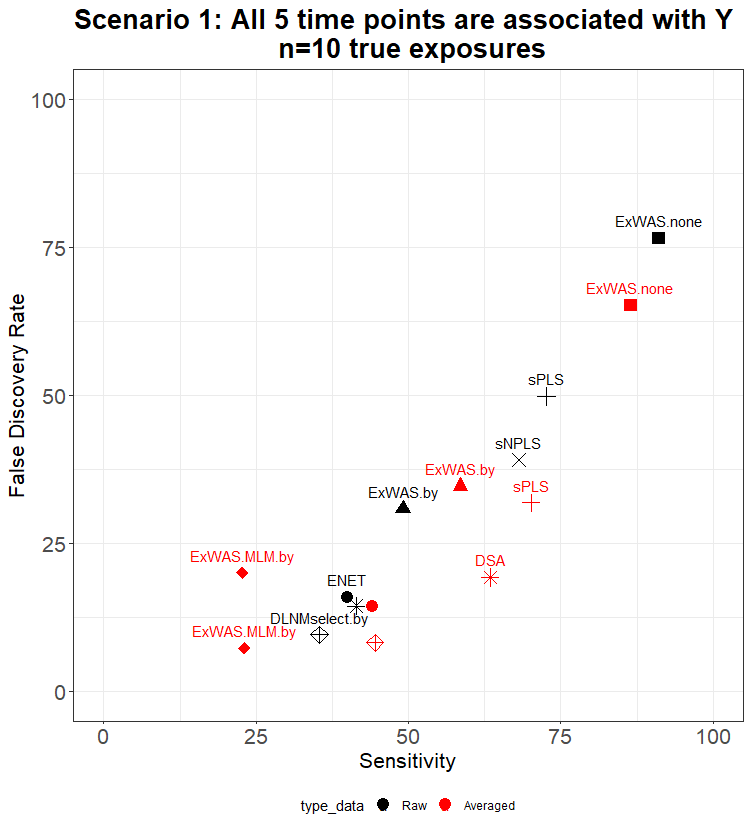 Scenario 1: All 5 time points are associated with Y
n=10 true exposures
100
ExWAS.none
75
ExWAS.none
sPLS
50
sNPLS
ExWAS.by
sPLS
ExWAS.by
25
DSA
ExWAS.MLM.by
ENET
DLNMselect.by
ExWAS.MLM.by
0
False Discovery Rate
0 25 50 75 100
Sensitivity
type_data Raw Averaged